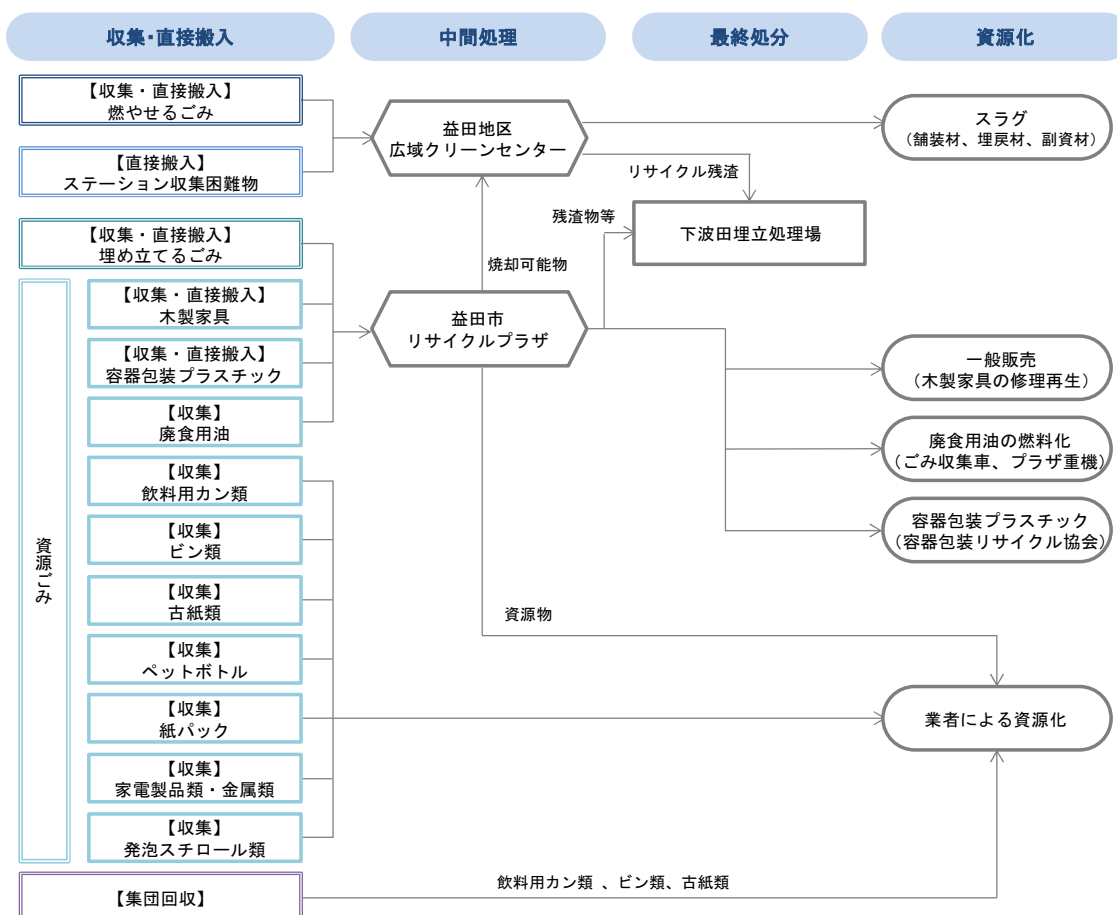 収集・直接搬入
中間処理
最終処分
資源化
【収集・直接搬入】
燃やせるごみ
【直接搬入】
ステーション収集困難物
【収集・直接搬入】
埋め立てるごみ
資源ごみ
【収集・直接搬入】
木製家具
【収集・直接搬入】
容器包装プラスチック
【収集】
廃食用油
【収集】
飲料用カン類
【収集】
ビン類
【収集】
古紙類
【収集】
ペットボトル
【収集】
紙パック
【収集】
家電製品類・金属類
【収集】
発泡スチロール類
【集団回収】
益田地区
広域クリーンセンター
焼却可能物
益田市
リサイクルプラザ
資源物
リサイクル残渣
残渣物等
下波田埋立処理場
スラグ
(舗装材、埋戻材、副資材)
一般販売
(木製家具の修理再生)
廃食用油の燃料化
(ごみ収集車、プラザ重機)
容器包装プラスチック
(容器包装リサイクル協会)
業者による資源化
飲料用カン類 、ビン類、古紙類